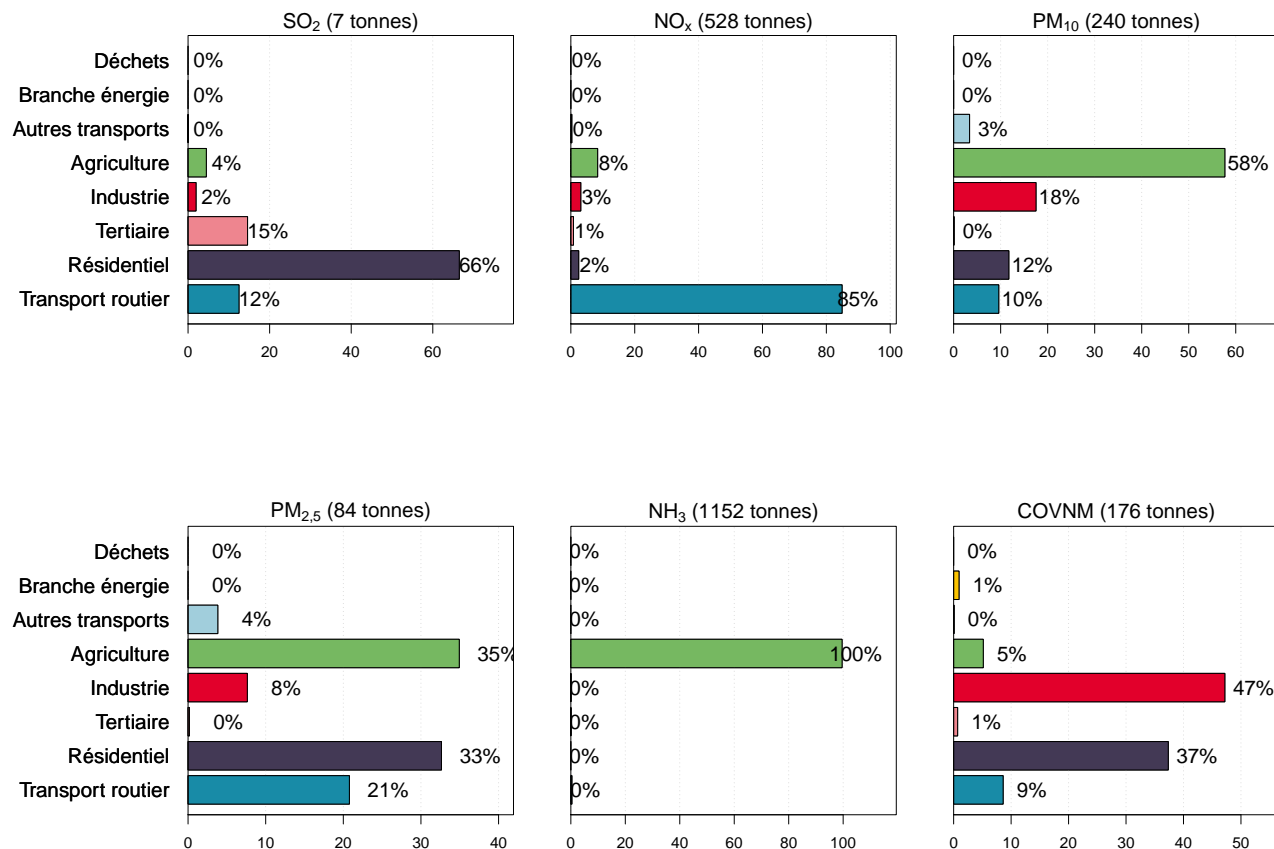 SO₂ (7 tonnes)
Déchets 0%
Branche énergie 0%
Autres transports 0%
Agriculture 4%
Industrie 2%
Tertiaire 15%
Résidentiel 66%
Transport routier 12%
0 20 40 60
NOₓ (528 tonnes)
0%
0%
0%
8%
3%
1%
2%
85%
0 20 40 60 80 100
PM₁₀ (240 tonnes)
0%
0%
3%
58%
18%
0%
12%
10%
0 10 20 30 40 50 60
PM₂,₅ (84 tonnes)
Déchets 0%
Branche énergie 0%
Autres transports 4%
Agriculture 35%
Industrie 8%
Tertiaire 0%
Résidentiel 33%
Transport routier 21%
0 10 20 30 40
NH₃ (1152 tonnes)
0%
0%
0%
100%
0%
0%
0%
0%
0 20 40 60 80 100
COVNM (176 tonnes)
0%
1%
0%
5%
47%
1%
37%
9%
0 10 20 30 40 50